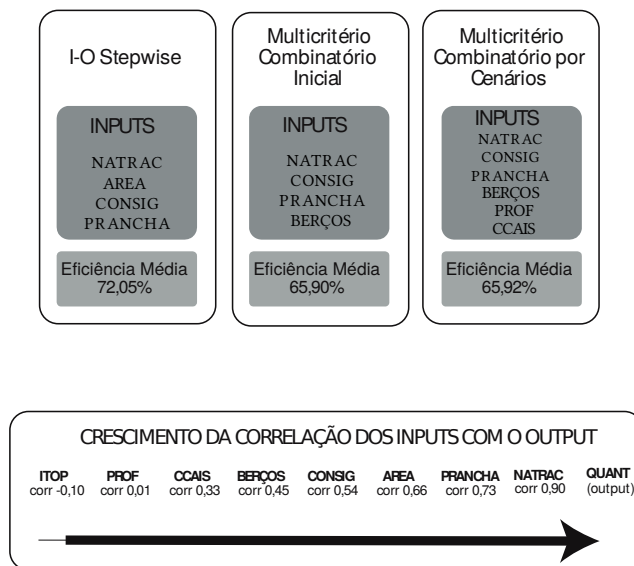 I-O Stepwise
INPUTS
NATRAC
AREA
CONSIG
PRANCHA
Eficiência Média
72,05%
Multicritério
Combinatório
Inicial
INPUTS
NATRAC
CONSIG
PRANCHA
BERÇOS
Eficiência Média
65,90%
Multicritério
Combinatório por
Cenários
INPUTS
NATRAC
CONSIG
PRANCHA
BERÇOS
PROF
CCAIS
Eficiência Média
65,92%
CRESCIMENTO DA CORRELAÇÃO DOS INPUTS COM O OUTPUT
ITOP PROF CCAIS BERÇOS CONSIG AREA PRANCHA NATRAC QUANT
corr -0,10 corr 0,01 corr 0,33 corr 0,45 corr 0,54 corr 0,66 corr 0,73 corr 0,90 (output)